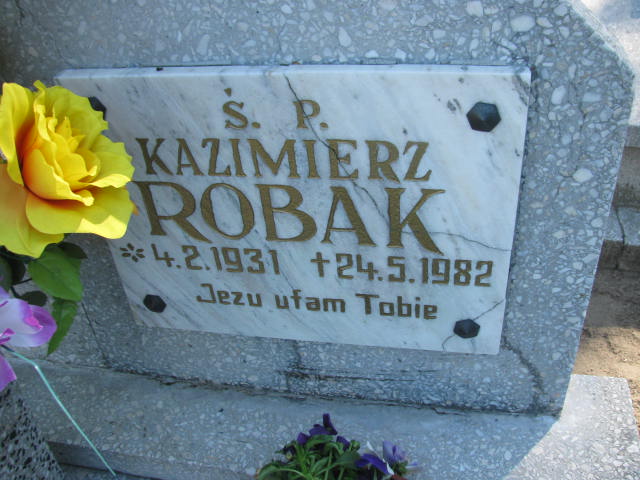 Ś. P.
KAZIMIERZ
ROBAK
* 4.2.1931 †24.5.1982
Jezu ufam Tobie